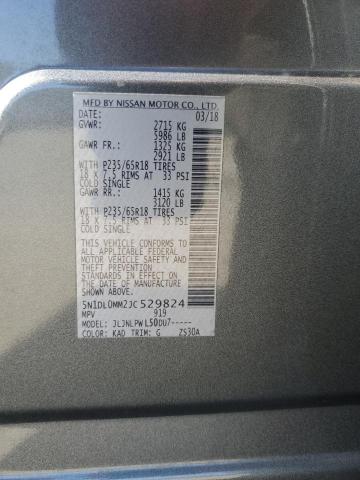 MFD BY NISSAN MOTOR CO., LTD.
DATE: 03/18
GVWR: 2715 KG
5986 LB
GAWR FR.: 1325 KG
2921 LB
WITH P235/65R18 TIRES
18 X 7.5 RIMS AT 33 PSI
COLD SINGLE
GAWR RR: 1415 KG
3120 LB
WITH P235/65R18 TIRES
18 X 7.5 RIMS AT 33 PSI
COLD SINGLE
THIS VEHICLE CONFORMS TO
ALL APPLICABLE FEDERAL
MOTOR VEHICLE SAFETY
STANDARDS IN EFFECT ON THE
DATE OF MANUFACTURE
SHOWN ABOVE
5N1DL0MM2JC529824
MPV 919
MODEL: JLJNLPWL50DU7-----
COLOR: KAD TRIM: G ZS30A